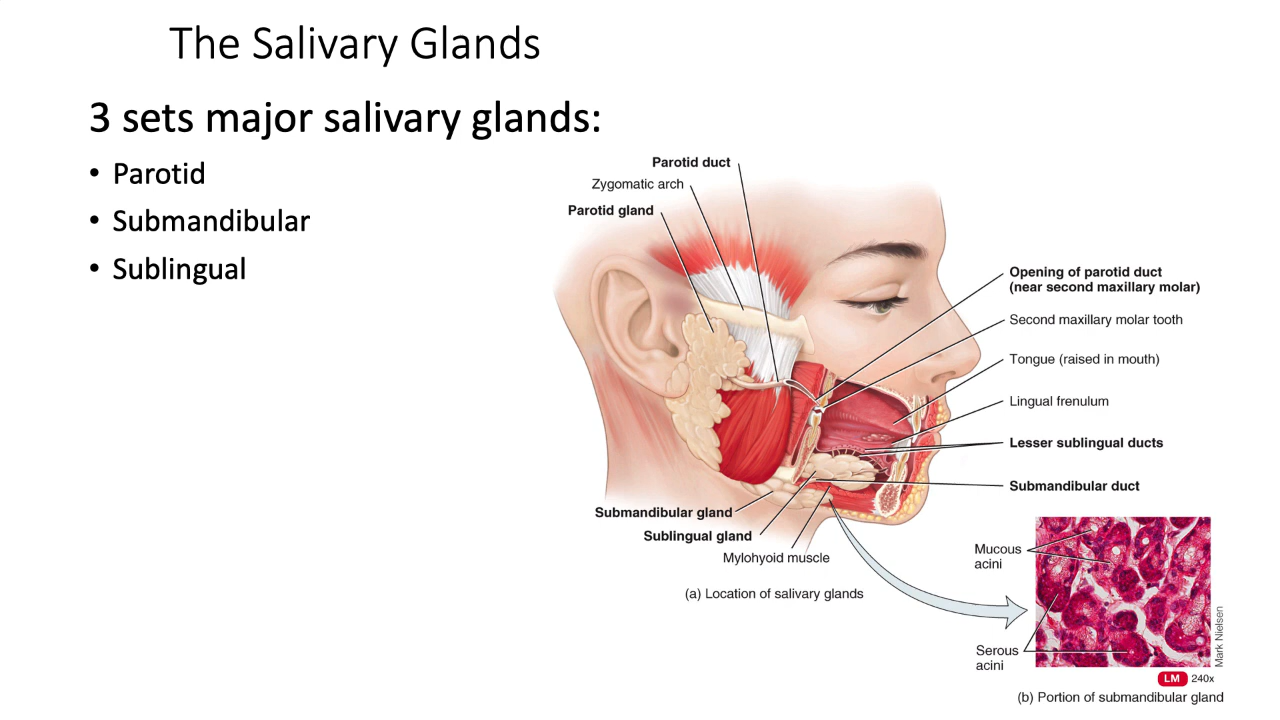 The Salivary Glands
3 sets major salivary glands:
• Parotid
• Submandibular
• Sublingual
Parotid duct
Zygomatic arch
Parotid gland
Opening of parotid duct
(near second maxillary molar)
Second maxillary molar tooth
Tongue (raised in mouth)
Lingual frenulum
Lesser sublingual ducts
Submandibular duct
Submandibular gland
Sublingual gland
Mylohyoid muscle
(a) Location of salivary glands
Mucous
acini
Serous
acini
Mark Nielsen
LM 240x
(b) Portion of submandibular gland